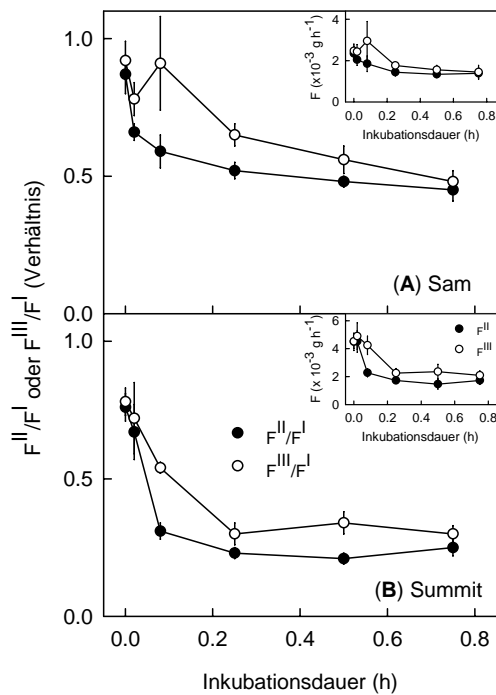 F^II/F^I oder F^III/F^I (Verhältnis)
1.0
0.5
0.0
(A) Sam
F (x10⁻³ g h⁻¹)
4
2
0
0.0 0.2 0.4 0.6 0.8
Inkubationsdauer (h)
1.0
0.5
0.0
F^II/F^I
F^III/F^I
(B) Summit
F (x 10⁻³ g h⁻¹)
6
4
2
0
F^II
F^III
0.0 0.2 0.4 0.6 0.8
Inkubationsdauer (h)
0.0 0.2 0.4 0.6 0.8
Inkubationsdauer (h)